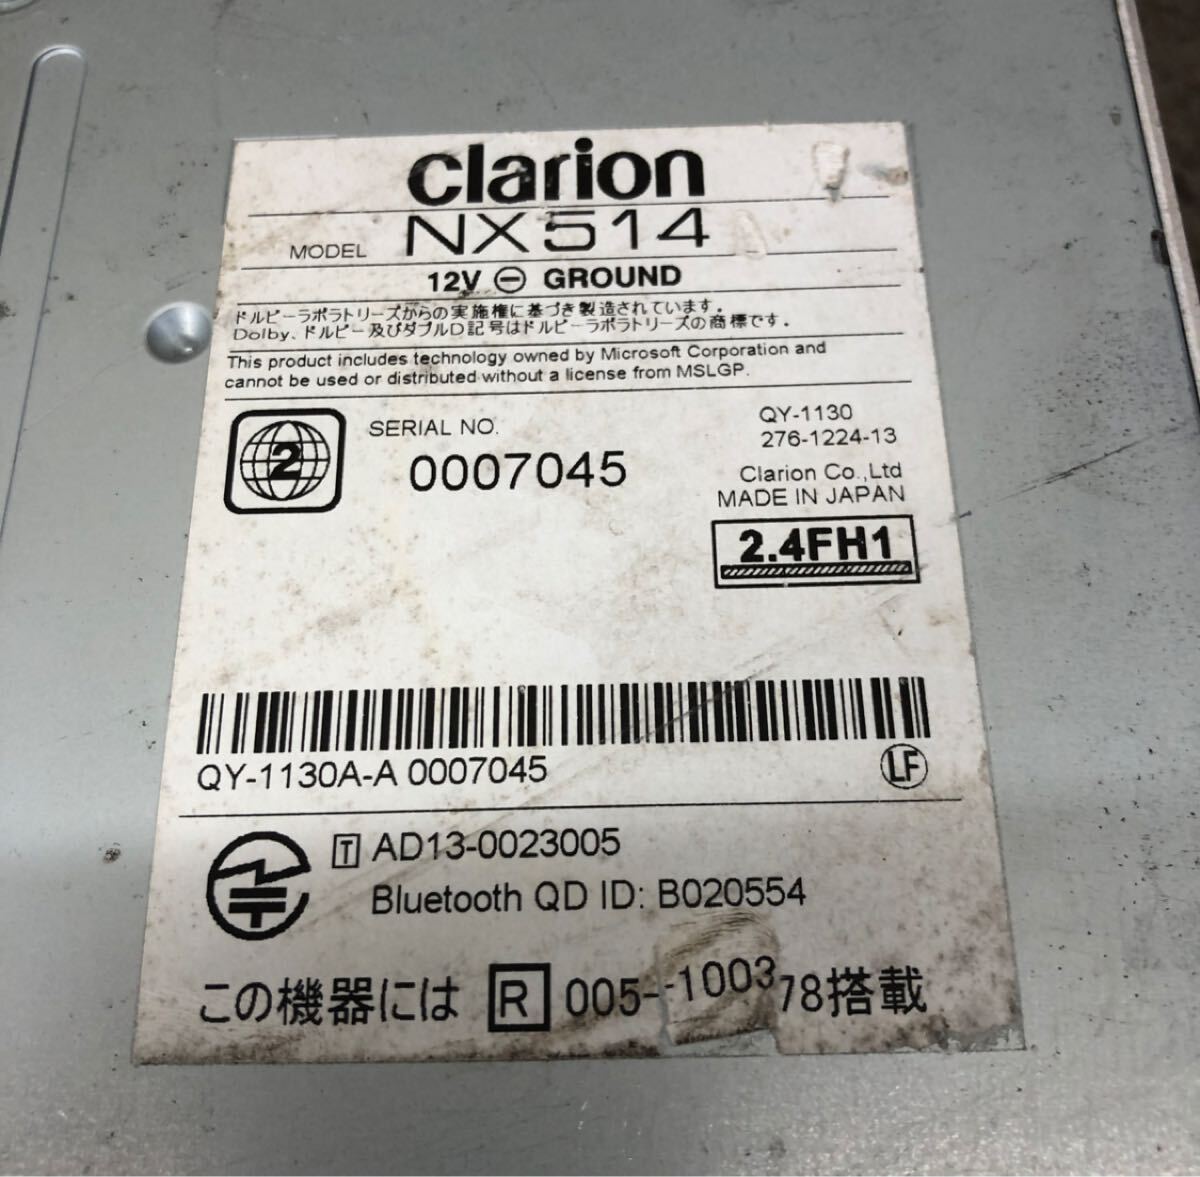 clarion
MODEL NX514
12V ⊖ GROUND
ドルビーラボラトリーズからの実施権に基づき製造されています。
Dolby、ドルビー及びダブルD記号はドルビーラボラトリーズの商標です。
This product includes technology owned by Microsoft Corporation and
cannot be used or distributed without a license from MSLGP.
2
SERIAL NO.
0007045
QY-1130
276-1224-13
Clarion Co.,Ltd
MADE IN JAPAN
2.4FH1
QY-1130A-A 0007045
LF
T AD13-0023005
Bluetooth QD ID: B020554
この機器には R 005--100378搭載